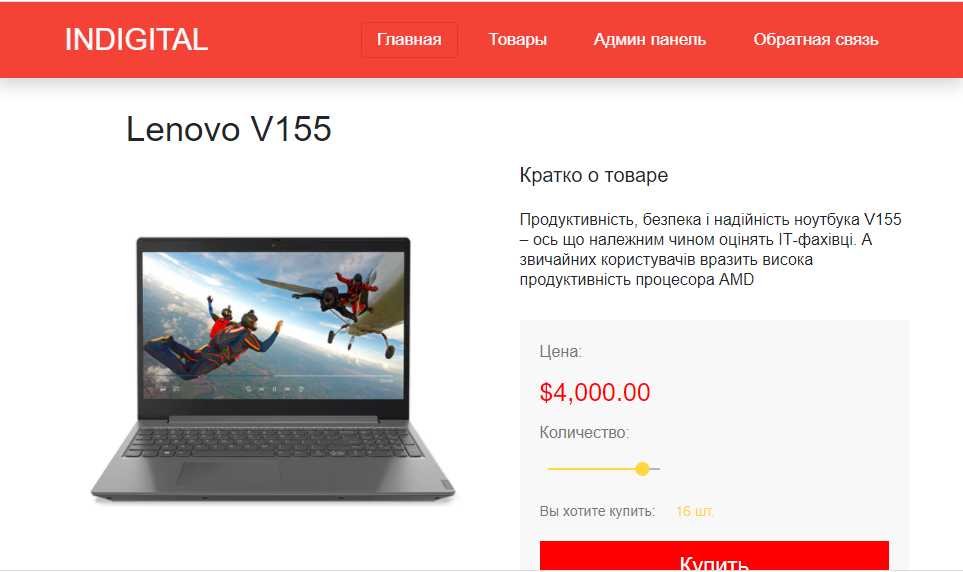 INDIGITAL
Главная
Товары
Админ панель
Обратная связь
Lenovo V155
Кратко о товаре
Продуктивність, безпека і надійність ноутбука V155
– ось що належним чином оцінять ІТ-фахівці. А
звичайних користувачів вразить висока
продуктивність процесора AMD
Цена:
$4,000.00
Количество:
Вы хотите купить: 16 шт.
Купить